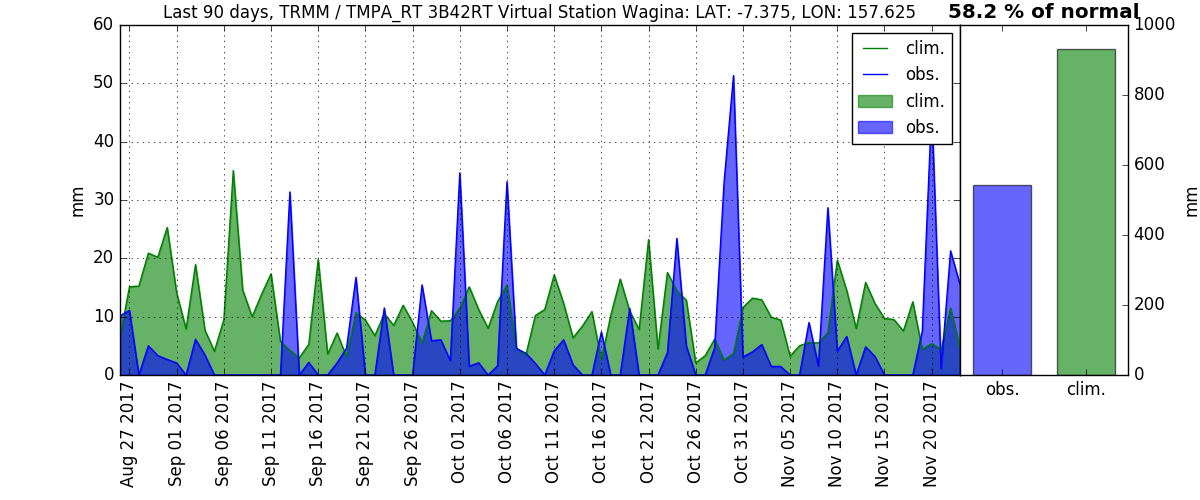 Last 90 days, TRMM / TMPA_RT 3B42RT Virtual Station Wagina: LAT: -7.375, LON: 157.625
58.2 % of normal
60
50
40
30
20
10
0
mm
clim.
obs.
clim.
obs.
1000
800
600
400
200
0
mm
Aug 27 2017
Sep 01 2017
Sep 06 2017
Sep 11 2017
Sep 16 2017
Sep 21 2017
Sep 26 2017
Oct 01 2017
Oct 06 2017
Oct 11 2017
Oct 16 2017
Oct 21 2017
Oct 26 2017
Oct 31 2017
Nov 05 2017
Nov 10 2017
Nov 15 2017
Nov 20 2017
obs.
clim.